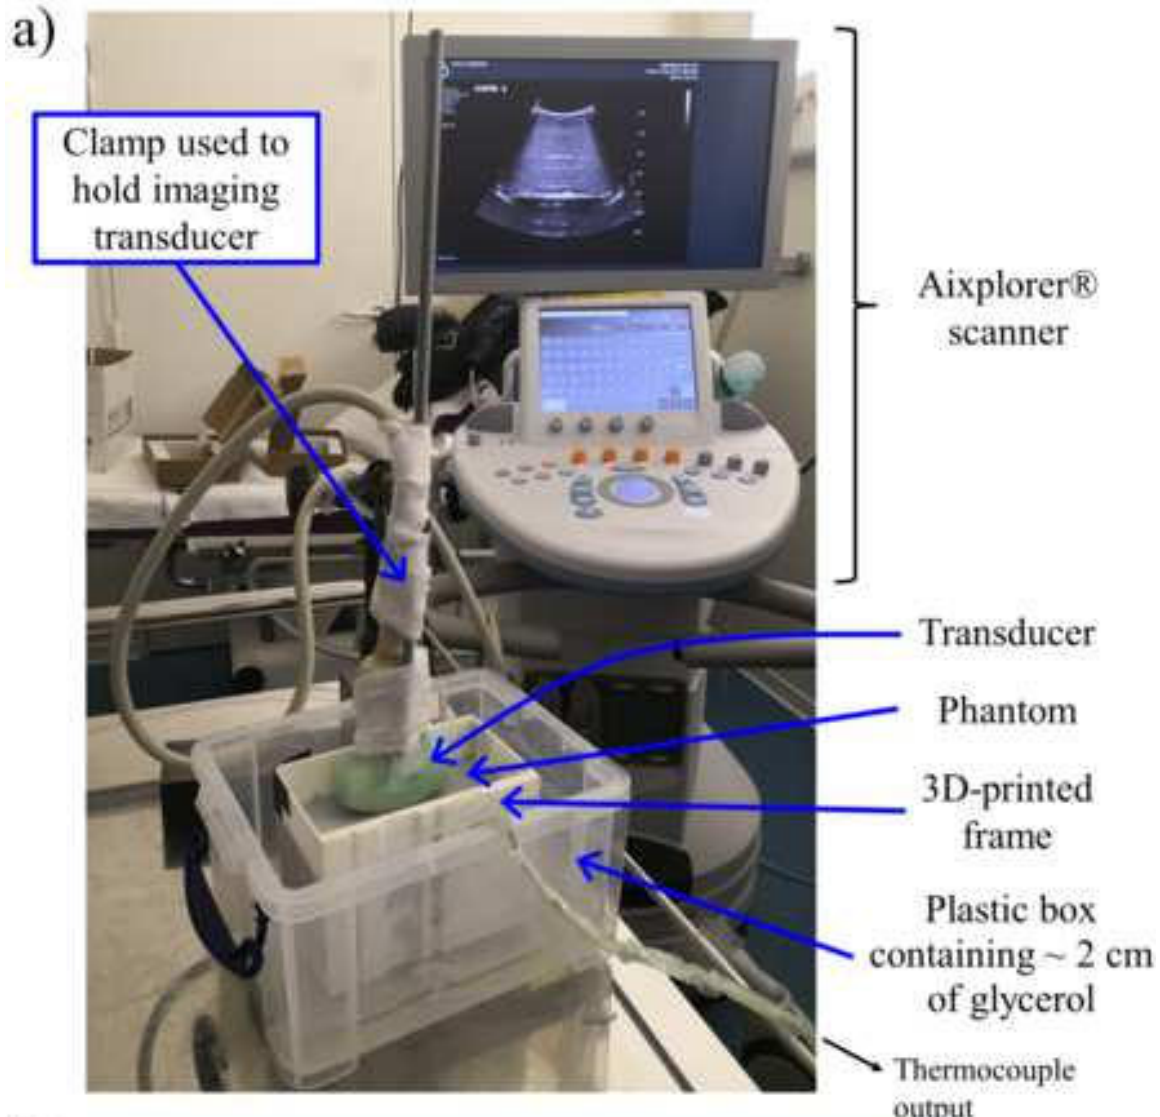 a)
Clamp used to
hold imaging
transducer
Aixplorer®
scanner
Transducer
Phantom
3D-printed
frame
Plastic box
containing ~ 2 cm
of glycerol
Thermocouple
output